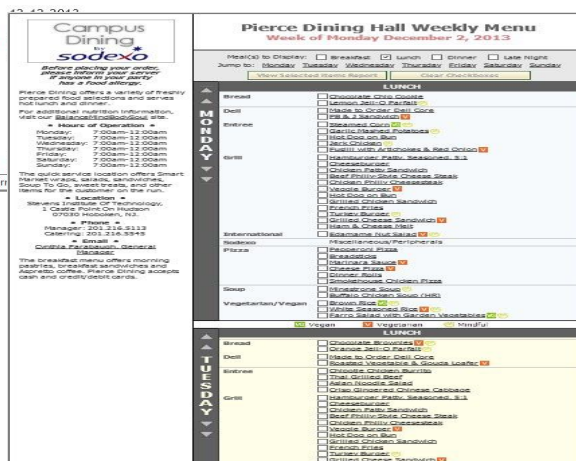 12-12-2013
Campus
Dining
by
sodexo
Before placing your order,
please inform your server
if anyone in your party
has a food allergy.
Pierce Dining offers a variety of freshly
prepared food selections and serves
hot lunch and dinner.
For additional nutrition information,
visit our BalanceMindBodySoul site.
• Hours of Operation •
Monday: 7:00am-12:00am
Tuesday: 7:00am-12:00am
Wednesday: 7:00am-12:00am
Thursday: 7:00am-12:00am
Friday: 7:00am-12:00am
Saturday: 7:00am-12:00am
Sunday: 7:00am-12:00am
The quick service location offers Smart
Market wraps, salads, sandwiches,
Soup To Go, sweet treats, and other
items for the customer on the run.
• Location •
Stevens Institute Of Technology,
1 Castle Point On Hudson
07030 Hoboken, NJ.
• Phone •
Manager: 201.216.5113
Catering: 201.216.5545
• Email •
Cynthia Parabaugh, General
Manager
The breakfast menu offers morning
pastries, breakfast sandwiches and
Aspretto coffee. Pierce Dining accepts
cash and credit/debit cards.
Pierce Dining Hall Weekly Menu
Week of Monday December 2, 2013
Meal(s) to Display: Breakfast Lunch Dinner Late Night
Jump to: Monday Tuesday Wednesday Thursday Friday Saturday Sunday
View Selected Items Report Clear Checkboxes
MONDAY
LUNCH
Bread Chocolate Chip Cookie
Lemon Jell-O Parfait
Deli Made to Order Deli Core
PB & J Sandwich V
Entree Steamed Corn
Garlic Mashed Potatoes
Hot Dog on Bun
Jerk Chicken
Fusilli with Artichokes & Red Onion V
Grill Hamburger Patty, Seasoned, 5:1
Cheeseburger
Chicken Patty Sandwich
Beef Philly-Style Cheese Steak
Chicken Philly Cheesesteak
Veggie Burger V
Hot Dog on Bun
Grilled Chicken Sandwich
French Fries
Turkey Burger
Grilled Cheese Sandwich V
Ham & Cheese Melt
International Edamame Nut Salad V
Sodexo Miscellaneous/Peripherals
Pizza Pepperoni Pizza
Breadsticks
Marinara Sauce V
Cheese Pizza V
Dinner Rolls
Smokehouse Chicken Pizza
Soup Minestrone Soup
Buffalo Chicken Soup (HR)
Vegetarian/Vegan Brown Rice
White Seasoned Rice V
Farro Salad with Garden Vegetables
Vegan V Vegetarian Mindful
TUESDAY
LUNCH
Bread Chocolate Brownies V
Orange Jell-O Parfait
Deli Made to Order Deli Core
Roasted Vegetable & Gouda Loafer V
Entree Chipotle Chicken Burrito
Thai Grilled Beef
Asian Noodle Salad
Crisp Gingered Chinese Cabbage
Grill Hamburger Patty, Seasoned, 5:1
Cheeseburger
Chicken Patty Sandwich
Beef Philly-Style Cheese Steak
Chicken Philly Cheesesteak
Veggie Burger V
Hot Dog on Bun
Grilled Chicken Sandwich
French Fries
Turkey Burger
Grilled Cheese Sandwich V